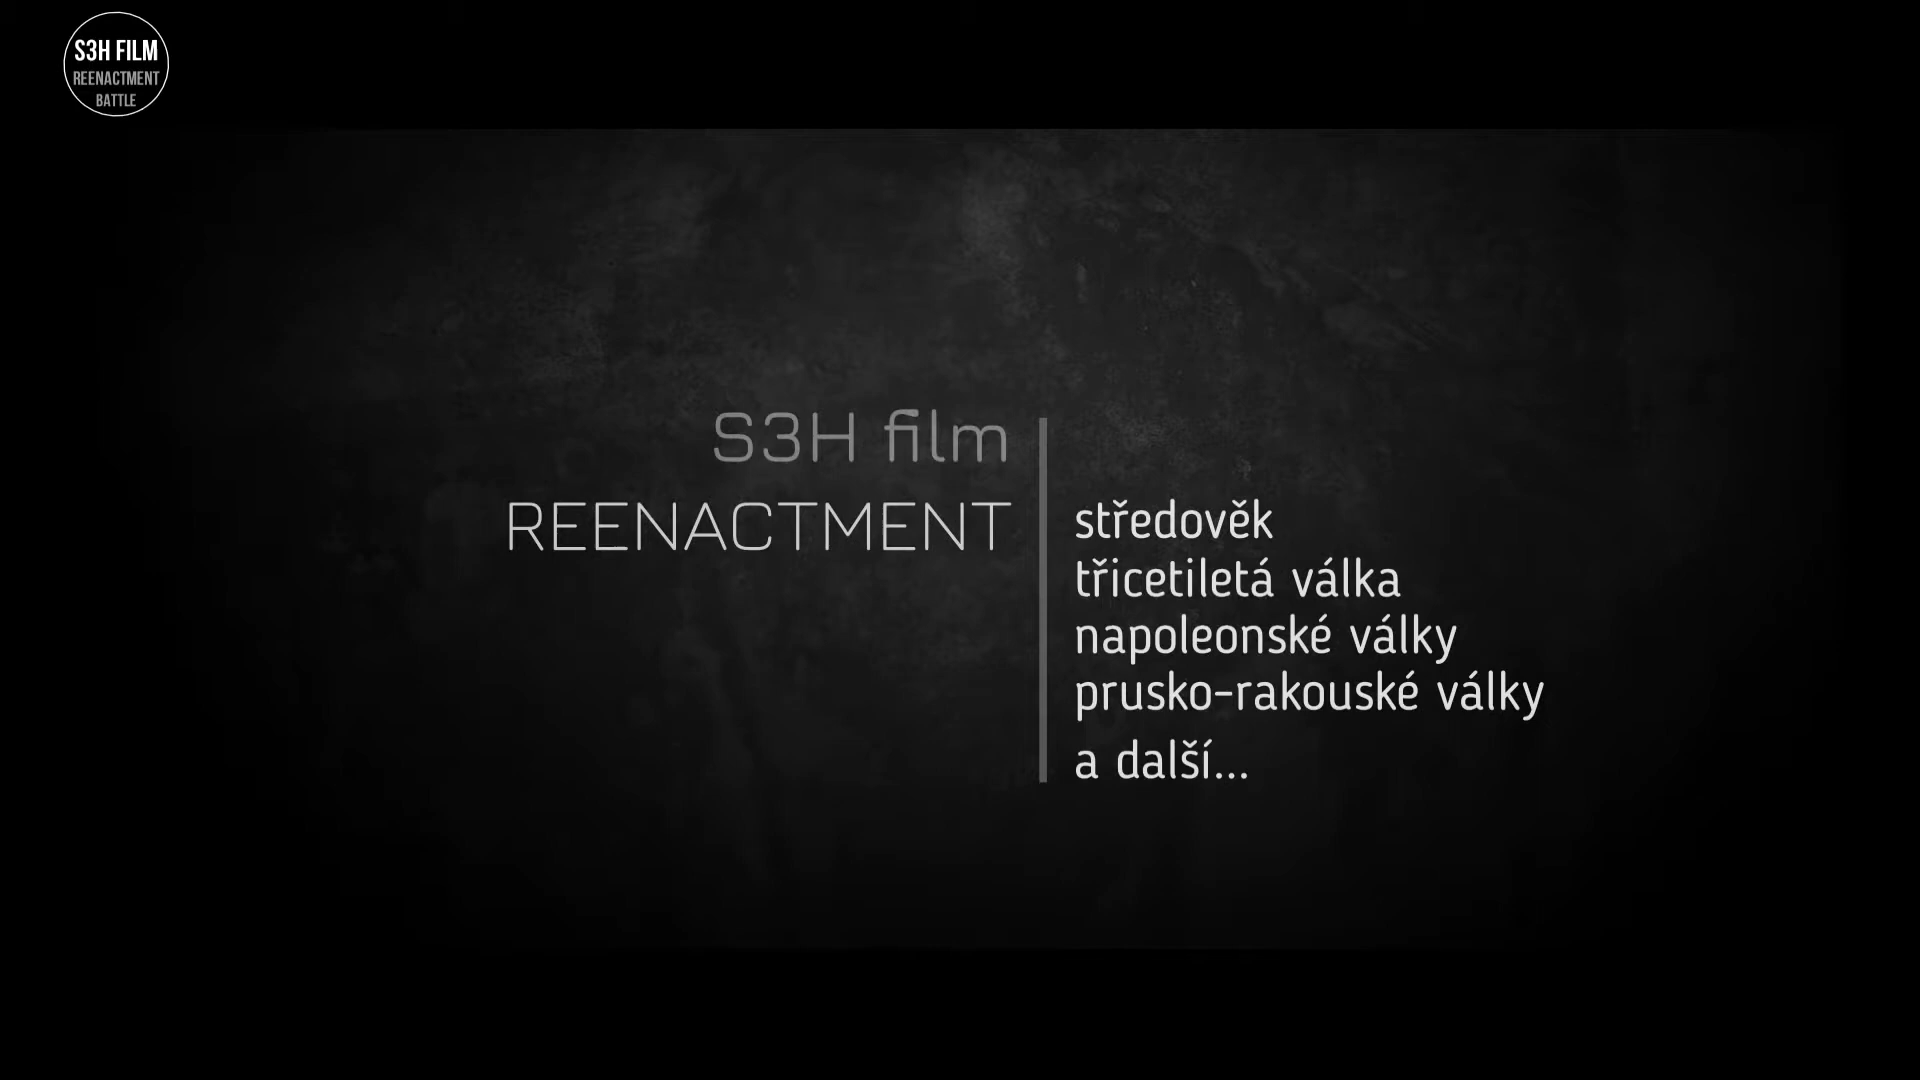 S3H FILM
REENACTMENT
BATTLE
S3H film
REENACTMENT
středověk
třicetiletá válka
napoleonské války
prusko-rakouské války
a další...